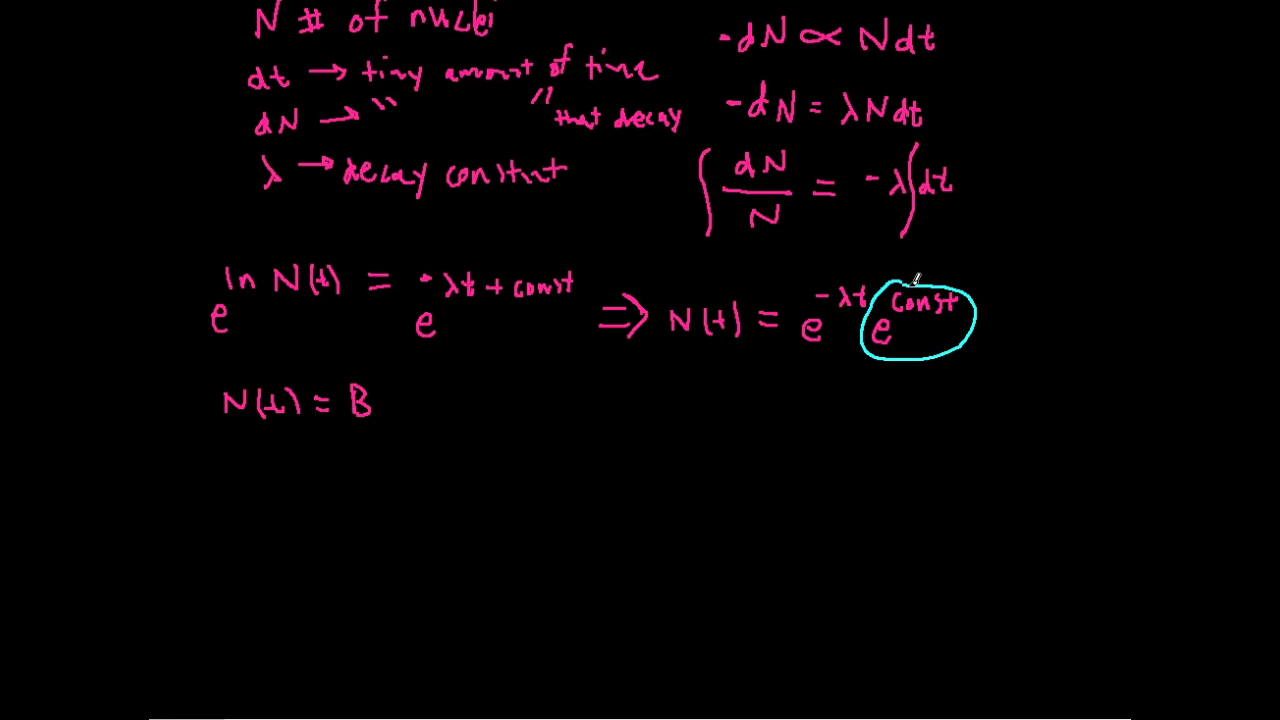 N # of nuclei
dt → tiny amount of time
dN → " " that decay
λ → decay constant
-dN ∝ Ndt
-dN = λNdt
∫ dN/N = -λ∫dt
e^(ln N(t)) = e^(-λt + const) ⇒ N(t) = e^(-λt) e^(const)
N(t) = B